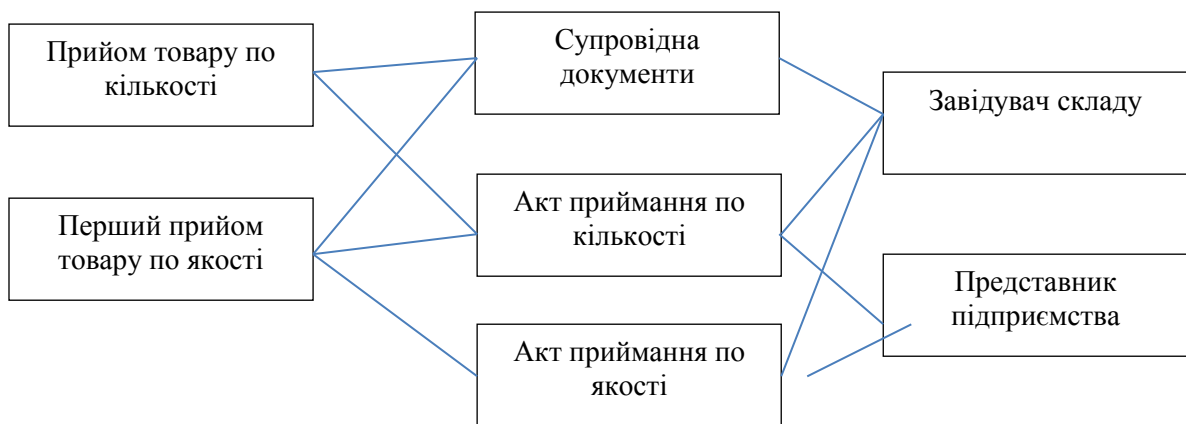 Прийом товару по
кількості
Перший прийом
товару по якості
Супровідна
документи
Акт приймання по
кількості
Акт приймання по
якості
Завідувач складу
Представник
підприємства